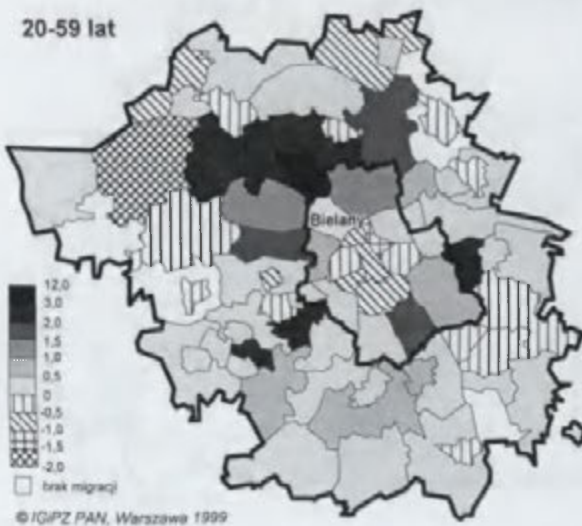 20-59 lat
Bielany
12,0
3,0
2,0
1,5
1,0
0,5
0
-0,5
-1,0
-1,5
-2,0
brak migracji
© IGiPZ PAN, Warszawa 1999